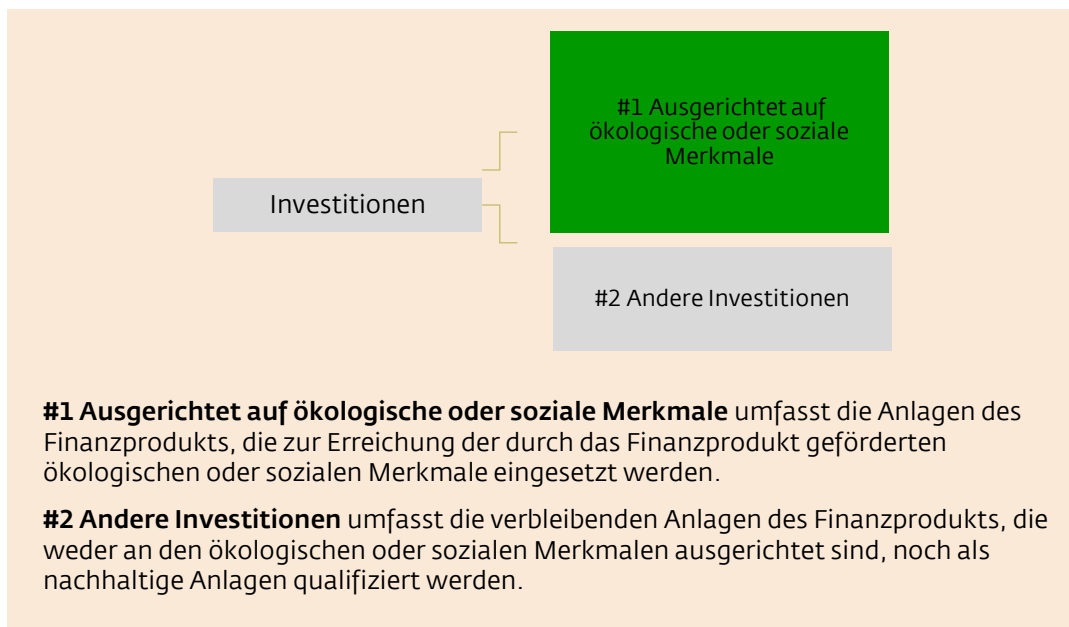 #1 Ausgerichtet auf
ökologische oder soziale
Merkmale
Investitionen
#2 Andere Investitionen
#1 Ausgerichtet auf ökologische oder soziale Merkmale umfasst die Anlagen des
Finanzprodukts, die zur Erreichung der durch das Finanzprodukt geförderten
ökologischen oder sozialen Merkmale eingesetzt werden.
#2 Andere Investitionen umfasst die verbleibenden Anlagen des Finanzprodukts, die
weder an den ökologischen oder sozialen Merkmalen ausgerichtet sind, noch als
nachhaltige Anlagen qualifiziert werden.